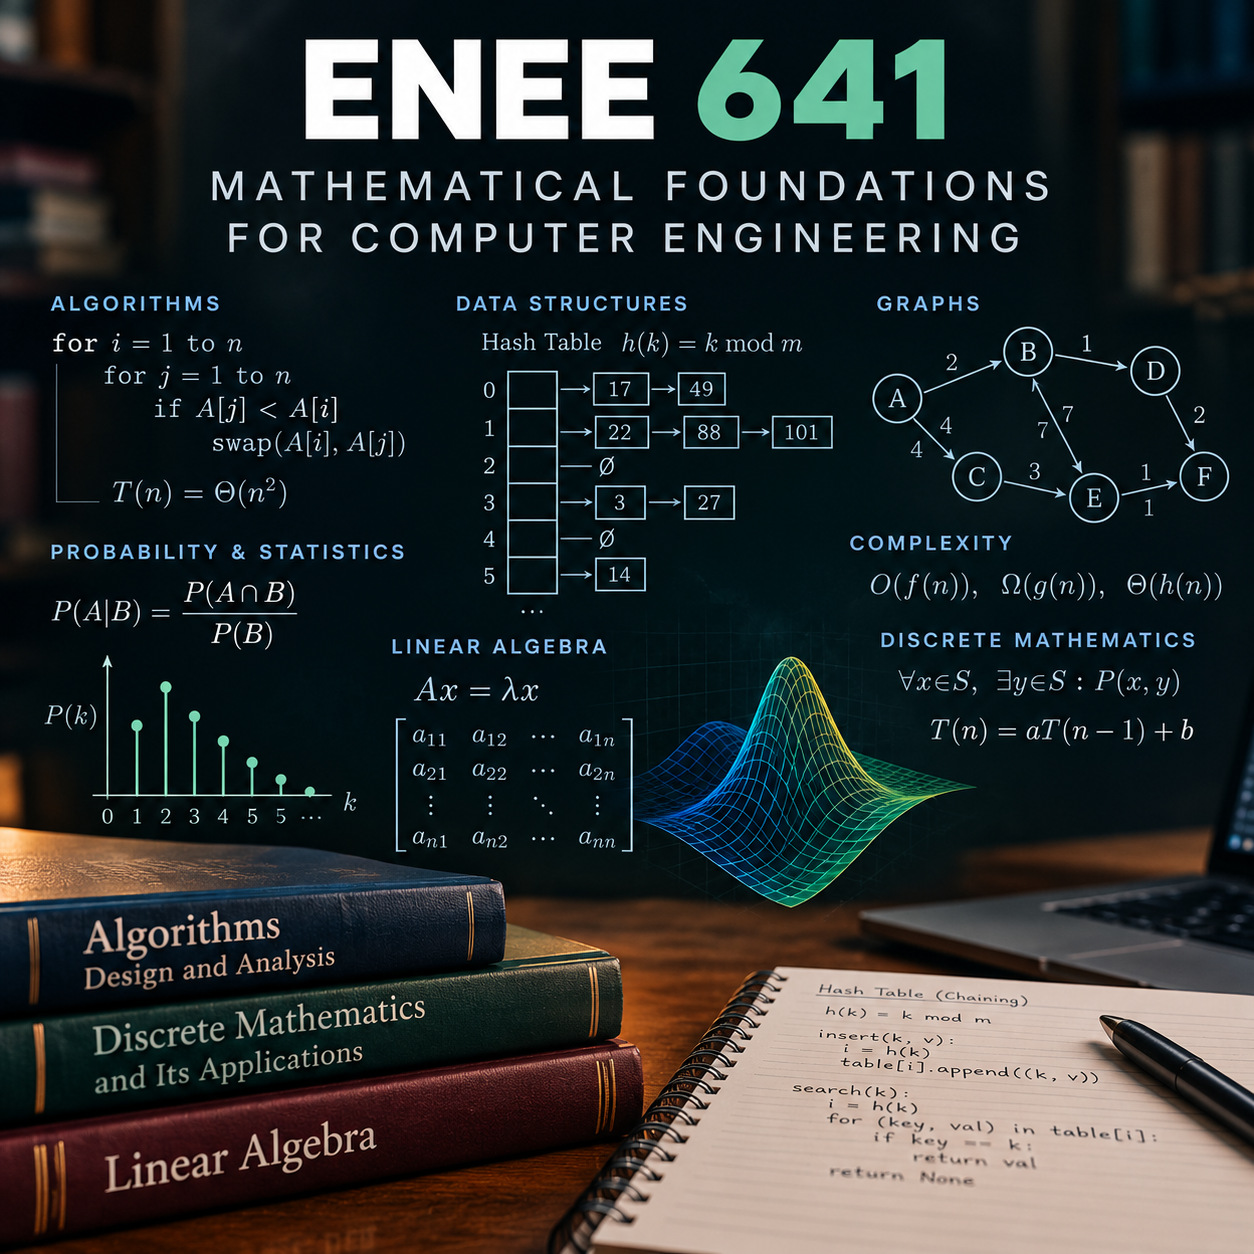 ENEE 641
MATHEMATICAL FOUNDATIONS
FOR COMPUTER ENGINEERING
ALGORITHMS
for i = 1 to n
for j = 1 to n
if A[j] < A[i]
swap(A[i], A[j])
T(n) = Θ(n²)
PROBABILITY & STATISTICS
P(A|B) = P(A ∩ B) / P(B)
P(k)
k
0 1 2 3 4 5 5 ...
DATA STRUCTURES
Hash Table h(k) = k mod m
0 → 17 → 49
1 → 22 → 88 → 101
2 — Ø
3 → 3 → 27
4 — Ø
5 → 14
...
LINEAR ALGEBRA
Ax = λx
a₁₁ a₁₂ ⋯ a₁ₙ
a₂₁ a₂₂ ⋯ a₂ₙ
⋮ ⋮ ⋱ ⋮
aₙ₁ aₙ₂ ⋯ aₙₙ
GRAPHS
B
1
2
D
A
4
7
2
4
7
C
3
E
1
1
F
COMPLEXITY
O(f(n)), Ω(g(n)), Θ(h(n))
DISCRETE MATHEMATICS
∀x∈S, ∃y∈S : P(x, y)
T(n) = aT(n − 1) + b
Algorithms
Design and Analysis
Discrete Mathematics
and Its Applications
Linear Algebra
Hash Table (Chaining)
h(k) = k mod m
insert(k, v):
i = h(k)
table[i].append((k, v))
search(k):
i = h(k)
for (key, val) in table[i]:
if key == k:
return val
return None